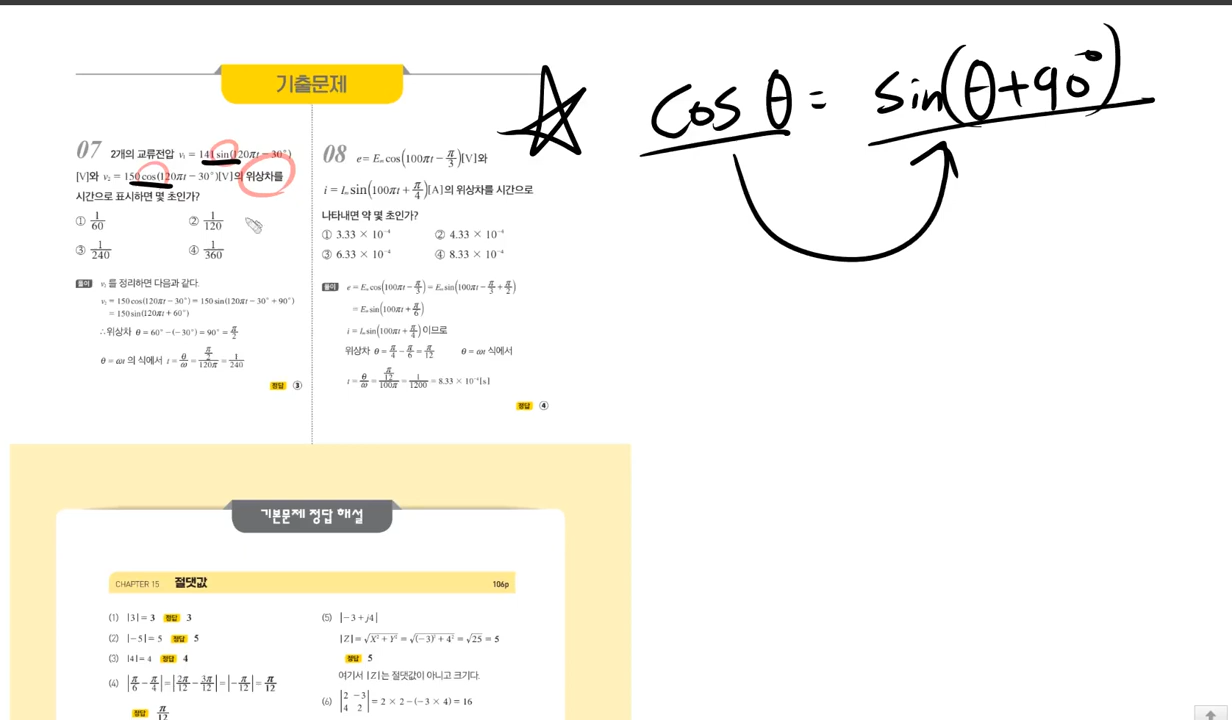 기출문제
cos θ = sin(θ+90°)
07 2개의 교류전압 v₁ = 141 sin(120πt − 30°)
[V]와 v₂ = 150 cos(120πt − 30°)[V]의 위상차를
시간으로 표시하면 몇 초인가?
① 1/60 ② 1/120
③ 1/240 ④ 1/360
풀이 v₂ 를 정리하면 다음과 같다.
v₂ = 150cos(120πt − 30°) = 150 sin(120πt − 30° + 90°)
= 150 sin(120πt + 60°)
∴위상차 θ = 60° − (−30°) = 90° = π/2
θ = ωt 의 식에서 t = θ/ω = (π/2)/120π = 1/240
정답 ③
08 e = Eₘ cos(100πt − π/3)[V]와
i = Iₘ sin(100πt + π/4)[A]의 위상차를 시간으로
나타내면 약 몇 초인가?
① 3.33 × 10⁻⁴ ② 4.33 × 10⁻⁴
③ 6.33 × 10⁻⁴ ④ 8.33 × 10⁻⁴
풀이 e = Eₘ cos(100πt − π/3) = Eₘ sin(100πt − π/3 + π/2)
= Eₘ sin(100πt + π/6)
i = Iₘ sin(100πt + π/4) 이므로
위상차 θ = π/4 − π/6 = π/12 θ = ωt 식에서
t = θ/ω = (π/12)/100π = 1/1200 = 8.33 × 10⁻⁴[s]
정답 ④
기본문제 정답 해설
CHAPTER 15 절댓값 106p
(1) |3| = 3 정답 3
(2) |−5| = 5 정답 5
(3) |4| = 4 정답 4
(4) |π/6 − π/4| = |2π/12 − 3π/12| = |−π/12| = π/12
정답 π/12
(5) |−3 + j4|
|Z| = √(X² + Y²) = √((−3)² + 4²) = √25 = 5
정답 5
여기서 |Z|는 절댓값이 아니고 크기다.
(6) |2 −3
4 2| = 2 × 2 − (−3 × 4) = 16